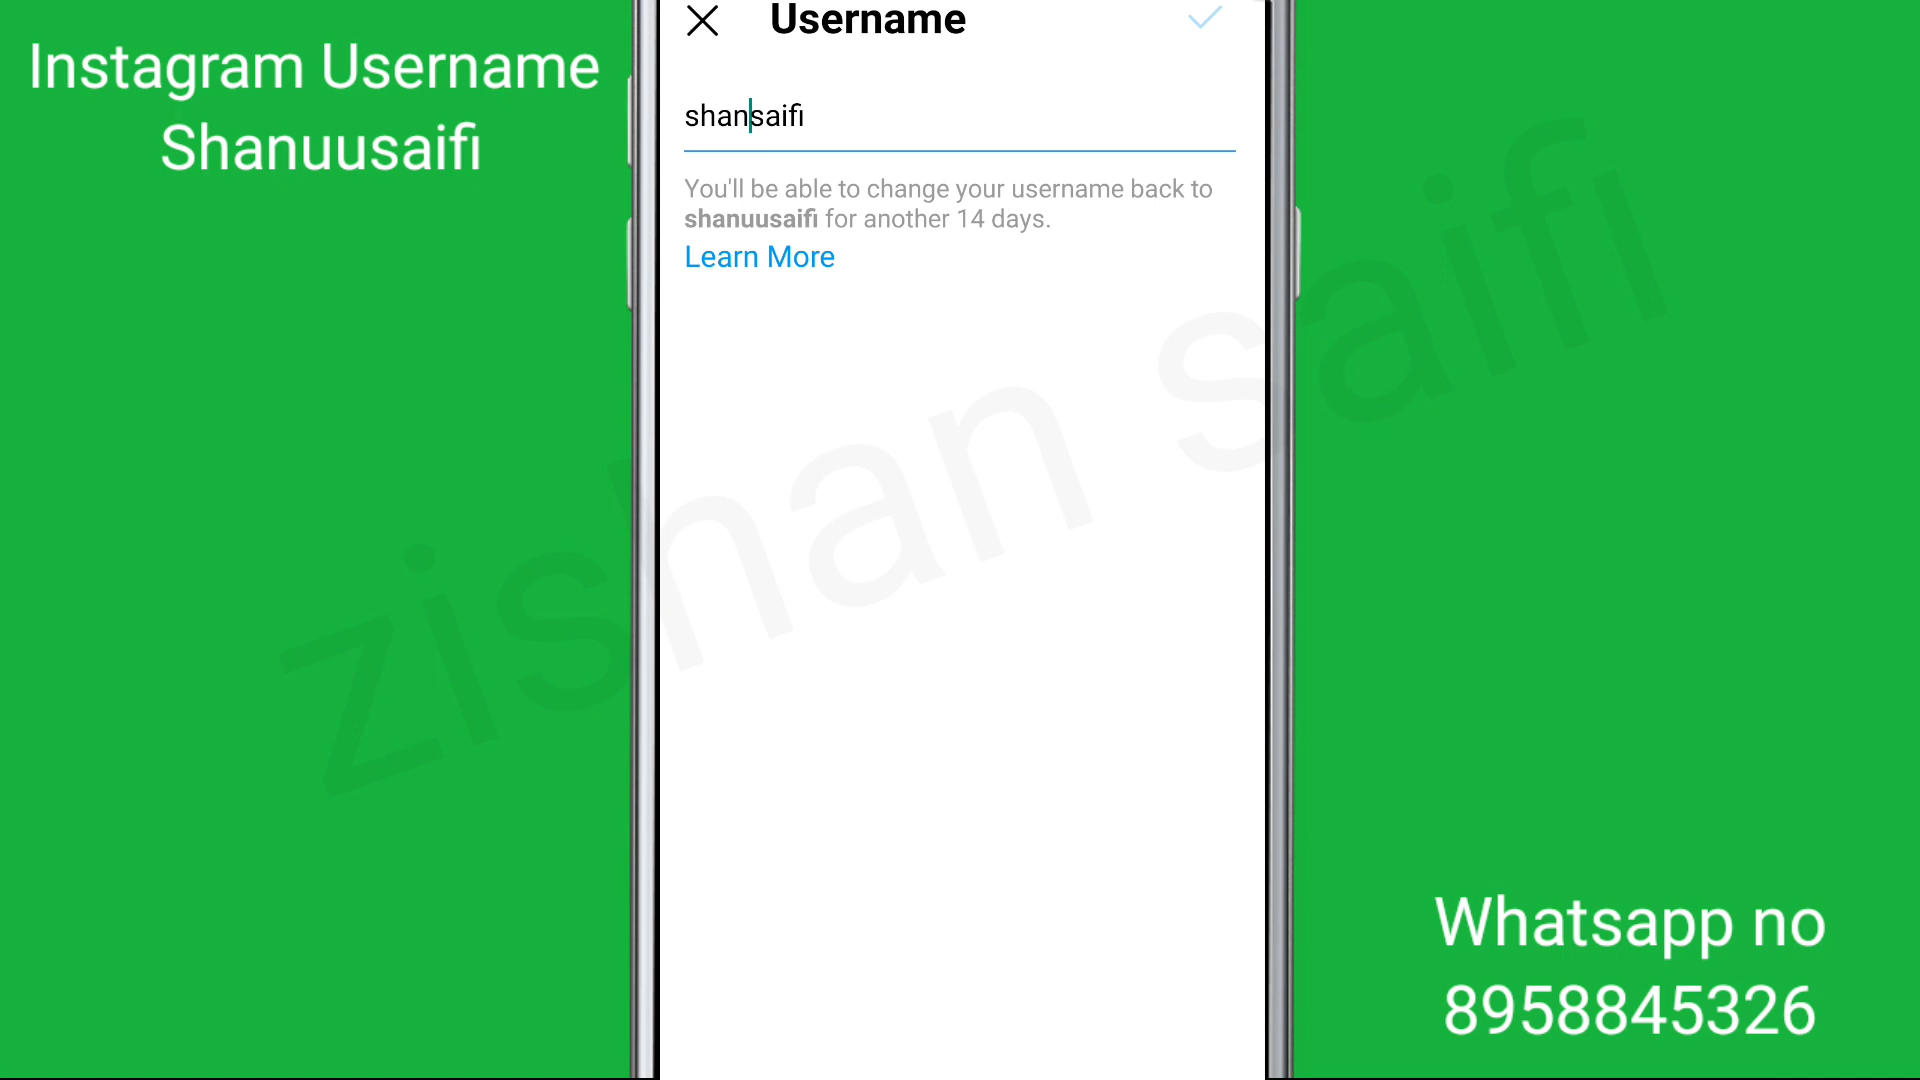 Instagram Username
Shanuusaifi
Username
shansaifi
You'll be able to change your username back to
shanuusaifi for another 14 days.
Learn More
zishan saifi
Whatsapp no
8958845326